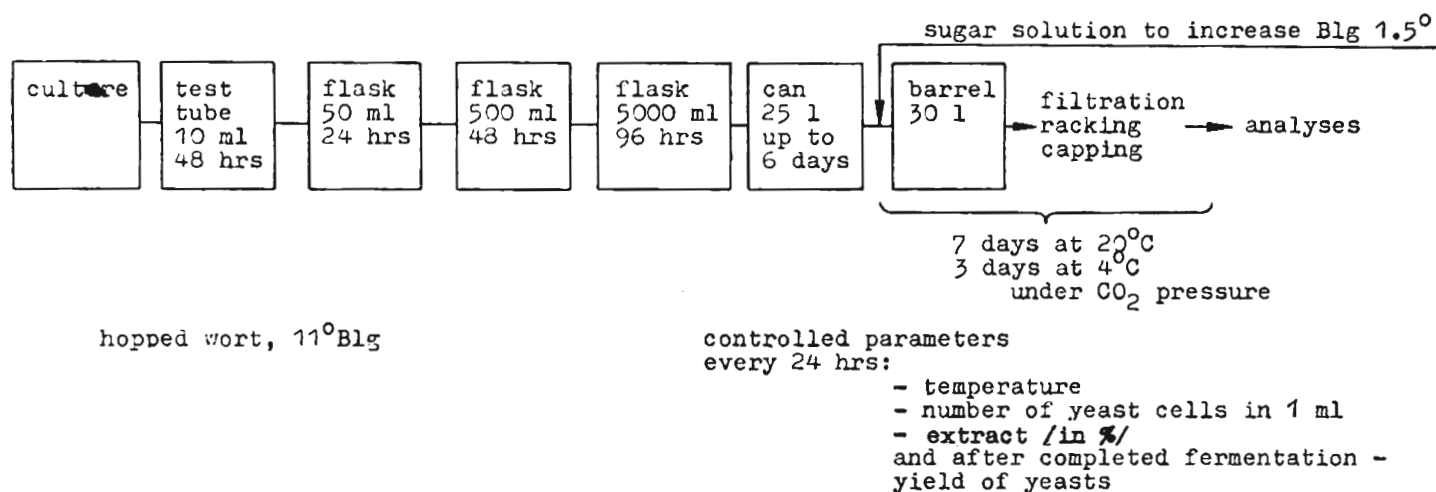 sugar solution to increase Blg 1.5°
culture
test
tube
10 ml
48 hrs
flask
50 ml
24 hrs
flask
500 ml
48 hrs
flask
5000 ml
96 hrs
can
25 l
up to
6 days
barrel
30 l
filtration
racking
capping
analyses
7 days at 20°C
3 days at 4°C
under CO2 pressure
hopped wort, 11°Blg
controlled parameters
every 24 hrs:
- temperature
- number of yeast cells in 1 ml
- extract /in %/
and after completed fermentation -
yield of yeasts